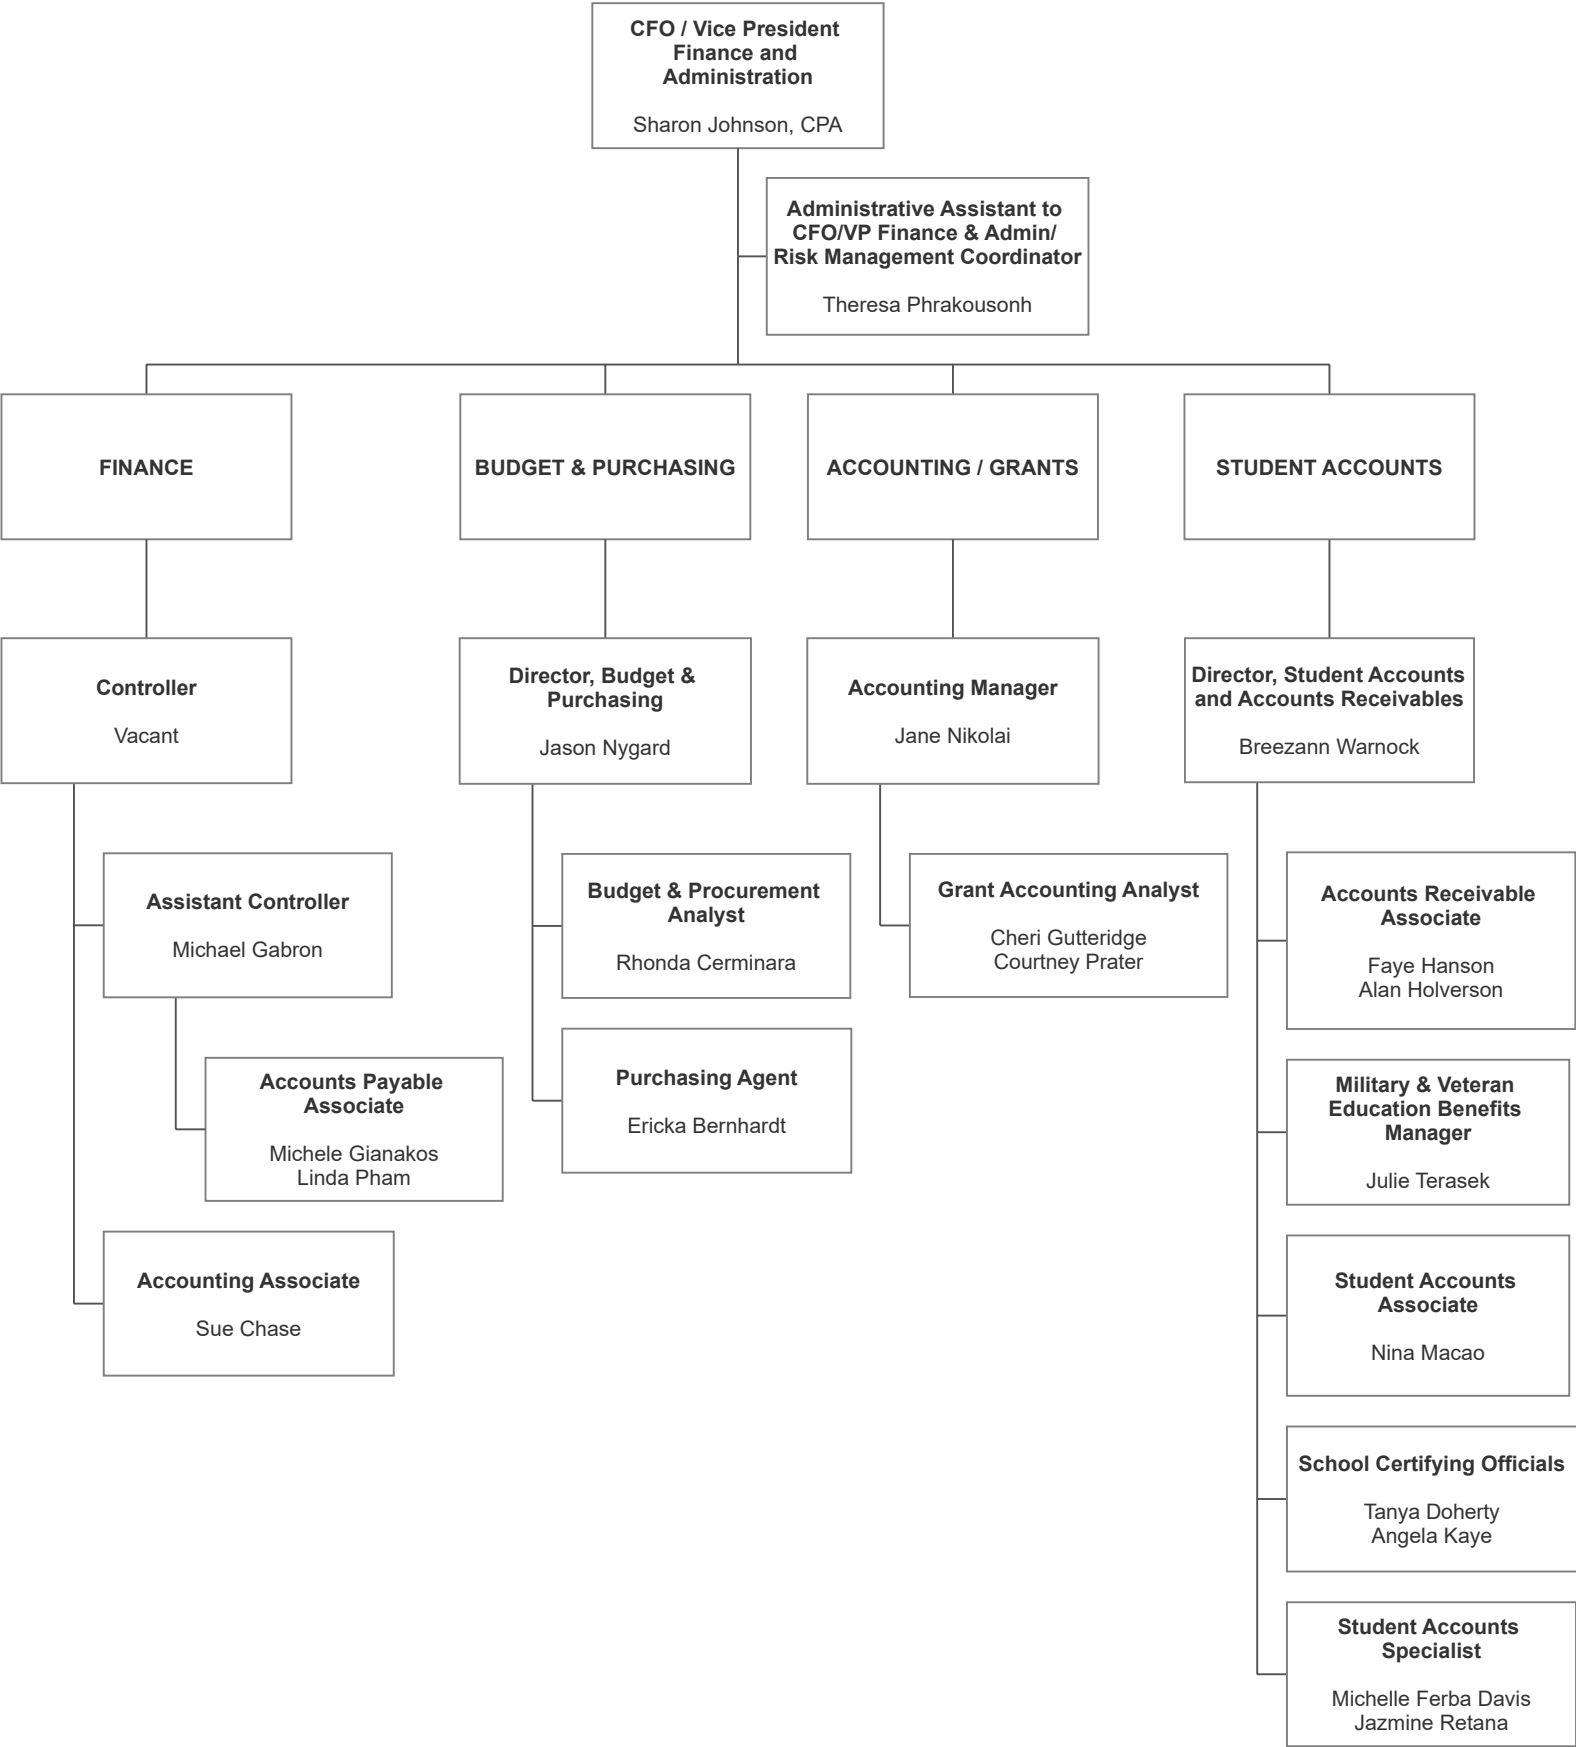 CFO / Vice President
Finance and
Administration
Sharon Johnson, CPA
Administrative Assistant to
CFO/VP Finance & Admin/
Risk Management Coordinator
Theresa Phrakousonh
FINANCE
BUDGET & PURCHASING
ACCOUNTING / GRANTS
STUDENT ACCOUNTS
Controller
Vacant
Director, Budget &
Purchasing
Jason Nygard
Accounting Manager
Jane Nikolai
Director, Student Accounts
and Accounts Receivables
Breezann Warnock
Assistant Controller
Michael Gabron
Budget & Procurement
Analyst
Rhonda Cerminara
Grant Accounting Analyst
Cheri Gutteridge
Courtney Prater
Accounts Receivable
Associate
Faye Hanson
Alan Holverson
Accounts Payable
Associate
Michele Gianakos
Linda Pham
Purchasing Agent
Ericka Bernhardt
Military & Veteran
Education Benefits
Manager
Julie Terasek
Accounting Associate
Sue Chase
Student Accounts
Associate
Nina Macao
School Certifying Officials
Tanya Doherty
Angela Kaye
Student Accounts
Specialist
Michelle Ferba Davis
Jazmine Retana